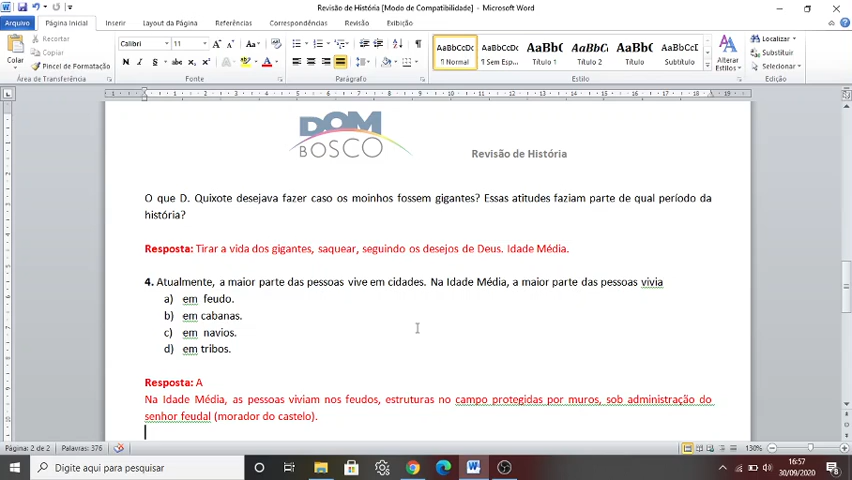 Revisão de História [Modo de Compatibilidade] - Microsoft Word
Arquivo Página Inicial Inserir Layout da Página Referências Correspondências Revisão Exibição
Recortar
Copiar
Pincel de Formatação
Colar
Área de Transferência
Calibri 11
Fonte
Parágrafo
AaBbCcDc AaBbCcDc AaBbC AaBbCc AaBbC AaBbCcD
¶ Normal ¶ Sem Esp... Título 1 Título 2 Título Subtítulo
Alterar Estilos
Estilo
Localizar
Substituir
Selecionar
Edição
DOM
BOSCO
Revisão de História
O que D. Quixote desejava fazer caso os moinhos fossem gigantes? Essas atitudes faziam parte de qual período da
história?
Resposta: Tirar a vida dos gigantes, saquear, seguindo os desejos de Deus. Idade Média.
4. Atualmente, a maior parte das pessoas vive em cidades. Na Idade Média, a maior parte das pessoas vivia
a) em feudo.
b) em cabanas.
c) em navios.
d) em tribos.
Resposta: A
Na Idade Média, as pessoas viviam nos feudos, estruturas no campo protegidas por muros, sob administração do
senhor feudal (morador do castelo).
Página: 2 de 2 Palavras: 376 130%
Digite aqui para pesquisar
16:57
30/09/2020